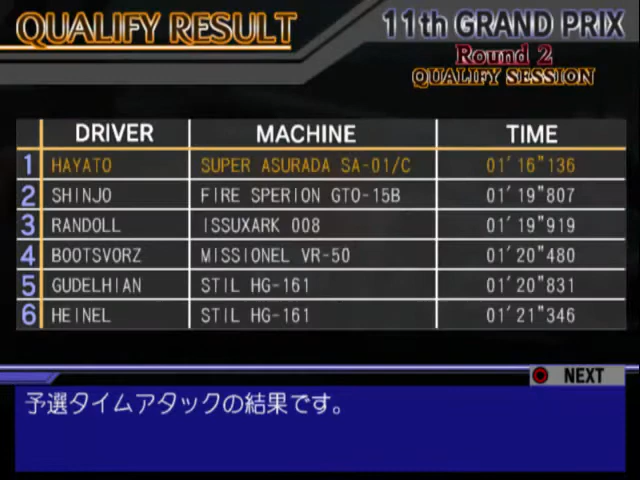 QUALIFY RESULT
11th GRAND PRIX
Round 2
QUALIFY SESSION
DRIVER MACHINE TIME
1 HAYATO SUPER ASURADA SA-01/C 01'16"136
2 SHINJO FIRE SPERION GTO-15B 01'19"807
3 RANDOLL ISSUXARK 008 01'19"919
4 BOOTSVORZ MISSIONEL VR-50 01'20"480
5 GUDELHIAN STIL HG-161 01'20"831
6 HEINEL STIL HG-161 01'21"346
NEXT
予選タイムアタックの結果です。